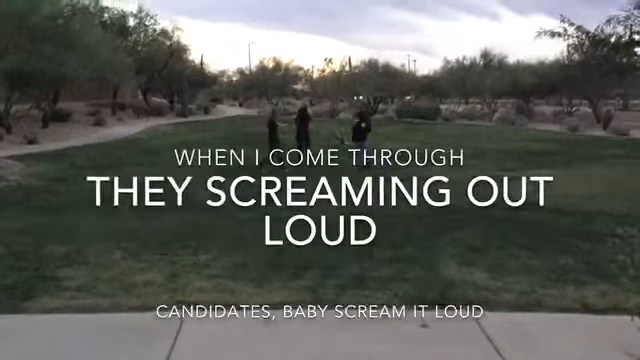 WHEN I COME THROUGH
THEY SCREAMING OUT
LOUD
CANDIDATES, BABY SCREAM IT LOUD